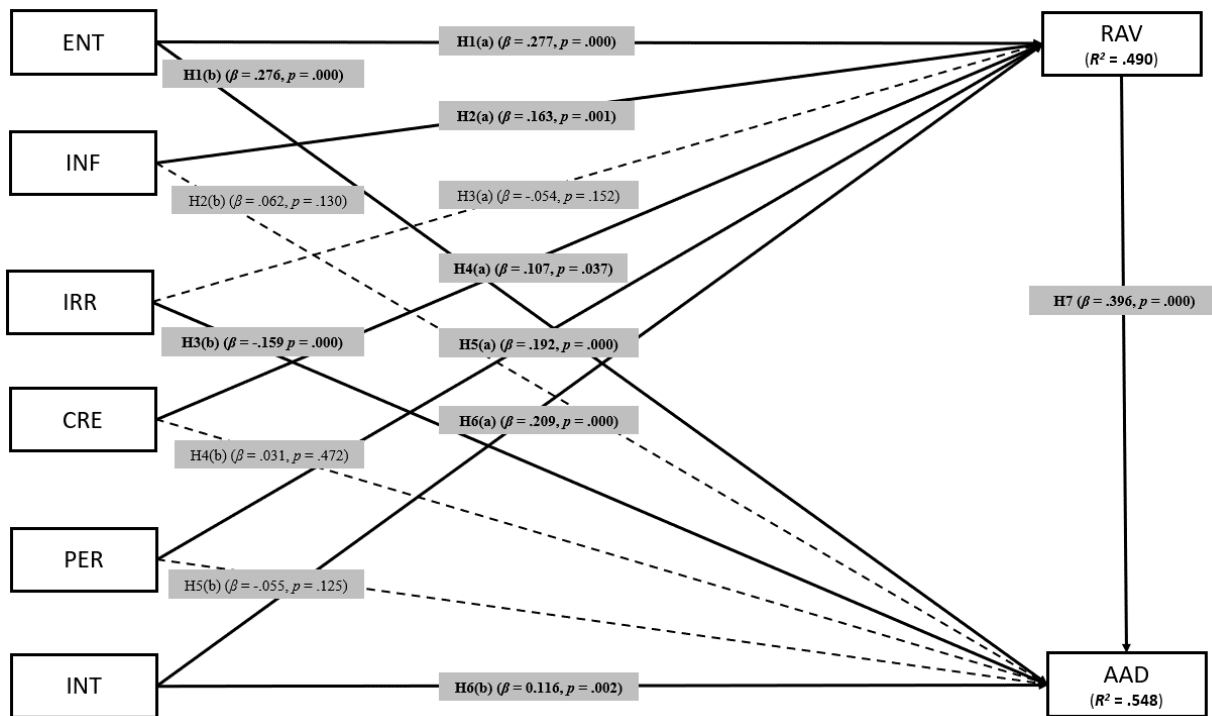 ENT
H1(a) (β = .277, p = .000)
RAV
(R² = .490)
H1(b) (β = .276, p = .000)
H2(a) (β = .163, p = .001)
INF
H2(b) (β = .062, p = .130)
H3(a) (β = -.054, p = .152)
H4(a) (β = .107, p = .037)
IRR
H7 (β = .396, p = .000)
H3(b) (β = -.159 p = .000)
H5(a) (β = .192, p = .000)
CRE
H6(a) (β = .209, p = .000)
H4(b) (β = .031, p = .472)
PER
H5(b) (β = -.055, p = .125)
INT
H6(b) (β = 0.116, p = .002)
AAD
(R² = .548)